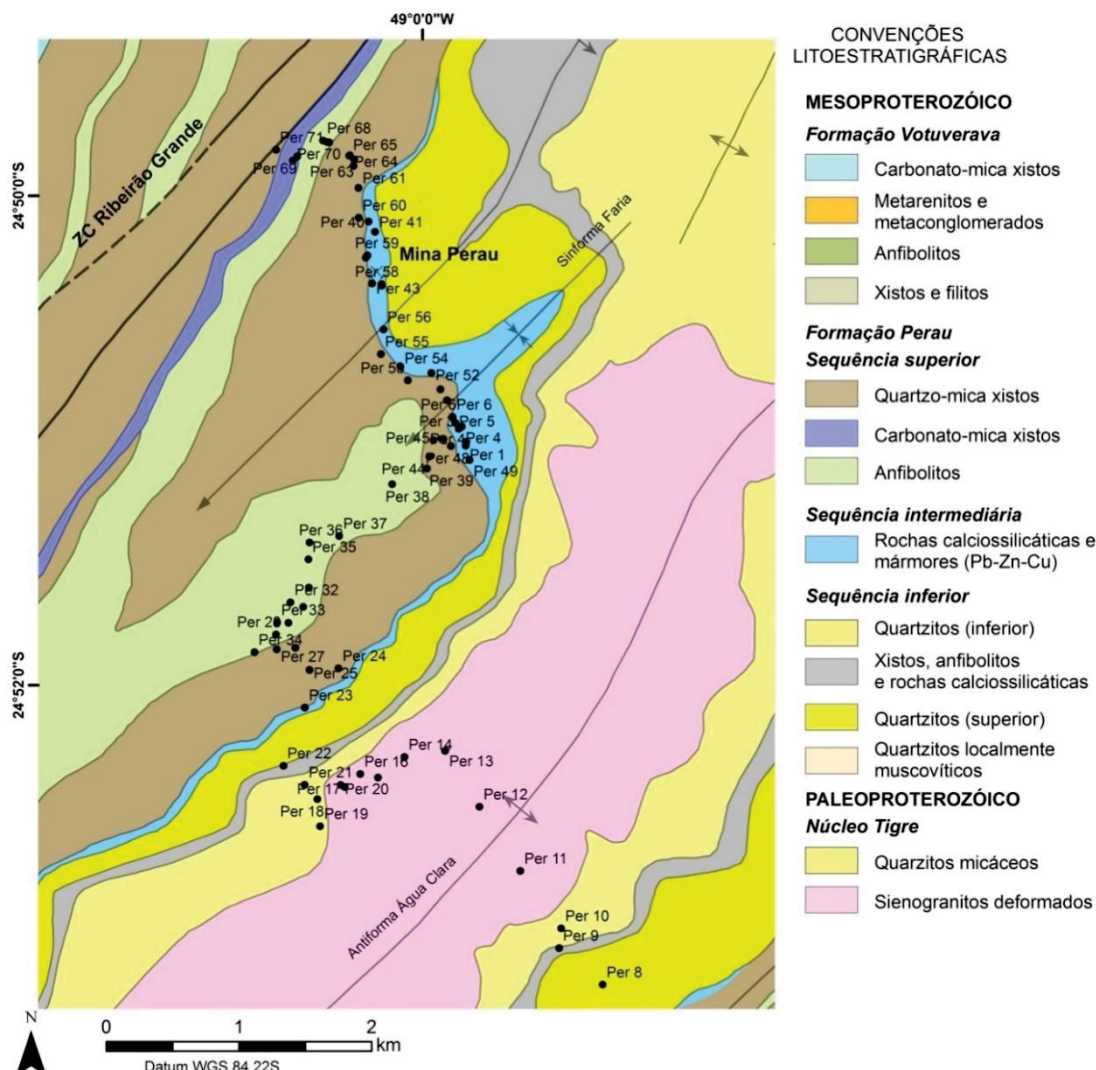 49°0'0"W
24°50'0"S
24°52'0"S
ZC Ribeirão Grande
Per 71
Per 68
Per 65
Per 70
Per 64
Per 69
Per 63
Per 61
Per 60
Per 40
Per 41
Per 59
Mina Perau
Sinforma Faria
Per 58
Per 43
Per 56
Per 55
Per 54
Per 52
Per 6
Per 5
Per 45
Per 4
Per 1
Per 48
Per 44
Per 49
Per 39
Per 38
Per 37
Per 36
Per 35
Per 32
Per 33
Per 34
Per 27
Per 24
Per 25
Per 23
Per 22
Per 14
Per 13
Per 21
Per 16
Per 17
Per 20
Per 12
Per 18
Per 19
Per 11
Antiforma Água Clara
Per 10
Per 9
Per 8
N
0
1
2
km
Datum WGS 84 22S
CONVENÇÕES
LITOESTRATIGRÁFICAS
MESOPROTEROZÓICO
Formação Votuverava
Carbonato-mica xistos
Metarenitos e
metaconglomerados
Anfibolitos
Xistos e filitos
Formação Perau
Sequência superior
Quartzo-mica xistos
Carbonato-mica xistos
Anfibolitos
Sequência intermediária
Rochas calciossilicáticas e
mármores (Pb-Zn-Cu)
Sequência inferior
Quartzitos (inferior)
Xistos, anfibolitos
e rochas calciossilicáticas
Quartzitos (superior)
Quartzitos localmente
muscovíticos
PALEOPROTEROZÓICO
Núcleo Tigre
Quarzitos micáceos
Sienogranitos deformados